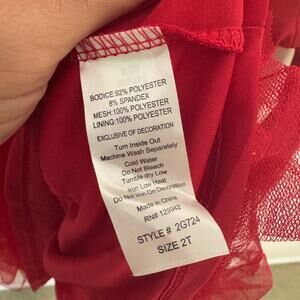 BODICE:92% POLYESTER
8% SPANDEX
MESH:100% POLYESTER
LINING:100% POLYESTER
EXCLUSIVE OF DECORATION
Turn Inside Out
Machine Wash Separately
Cold Water
Do Not Bleach
Tumble dry Low
Iron Low Heat
Do Not Iron On Decoration
Made in China
RN# 129942
STYLE # 2G724
SIZE 2T